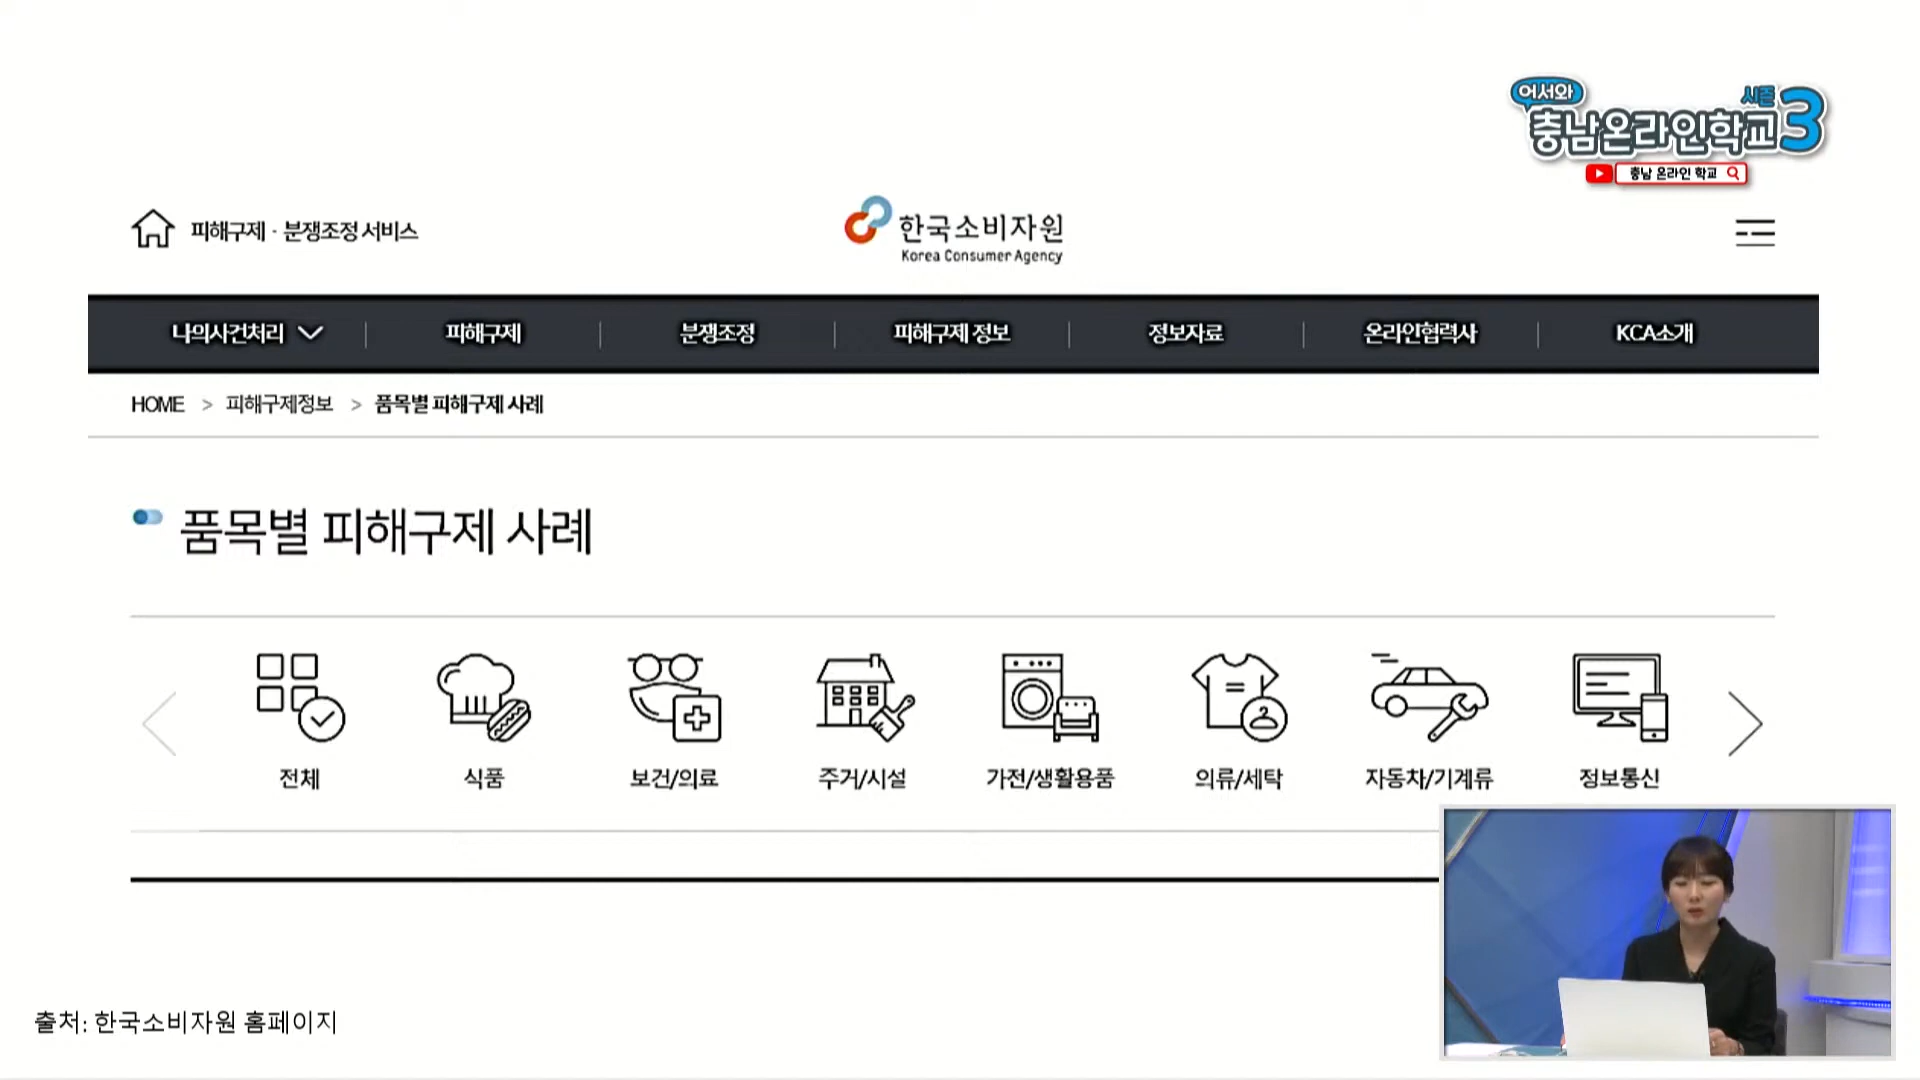 어서와
시즌
충남온라인학교3
충남 온라인 학교
피해구제 · 분쟁조정 서비스
한국소비자원
Korea Consumer Agency
나의사건처리
피해구제
분쟁조정
피해구제 정보
정보자료
온라인협력사
KCA소개
HOME > 피해구제정보 > 품목별 피해구제 사례
품목별 피해구제 사례
전체
식품
보건/의료
주거/시설
가전/생활용품
의류/세탁
자동차/기계류
정보통신
출처: 한국소비자원 홈페이지